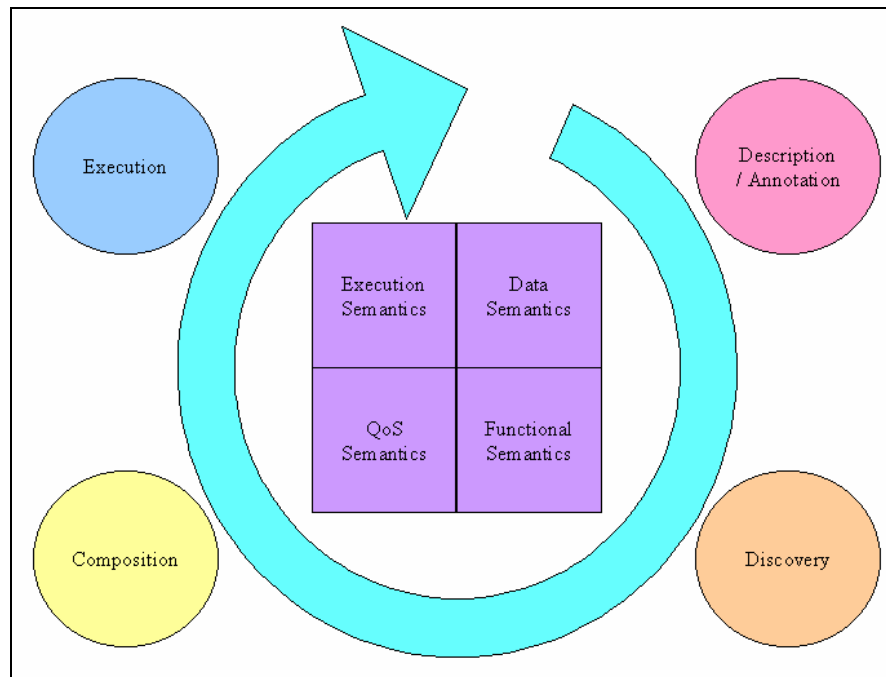 Execution
Description
/ Annotation
Execution
Semantics
Data
Semantics
QoS
Semantics
Functional
Semantics
Composition
Discovery